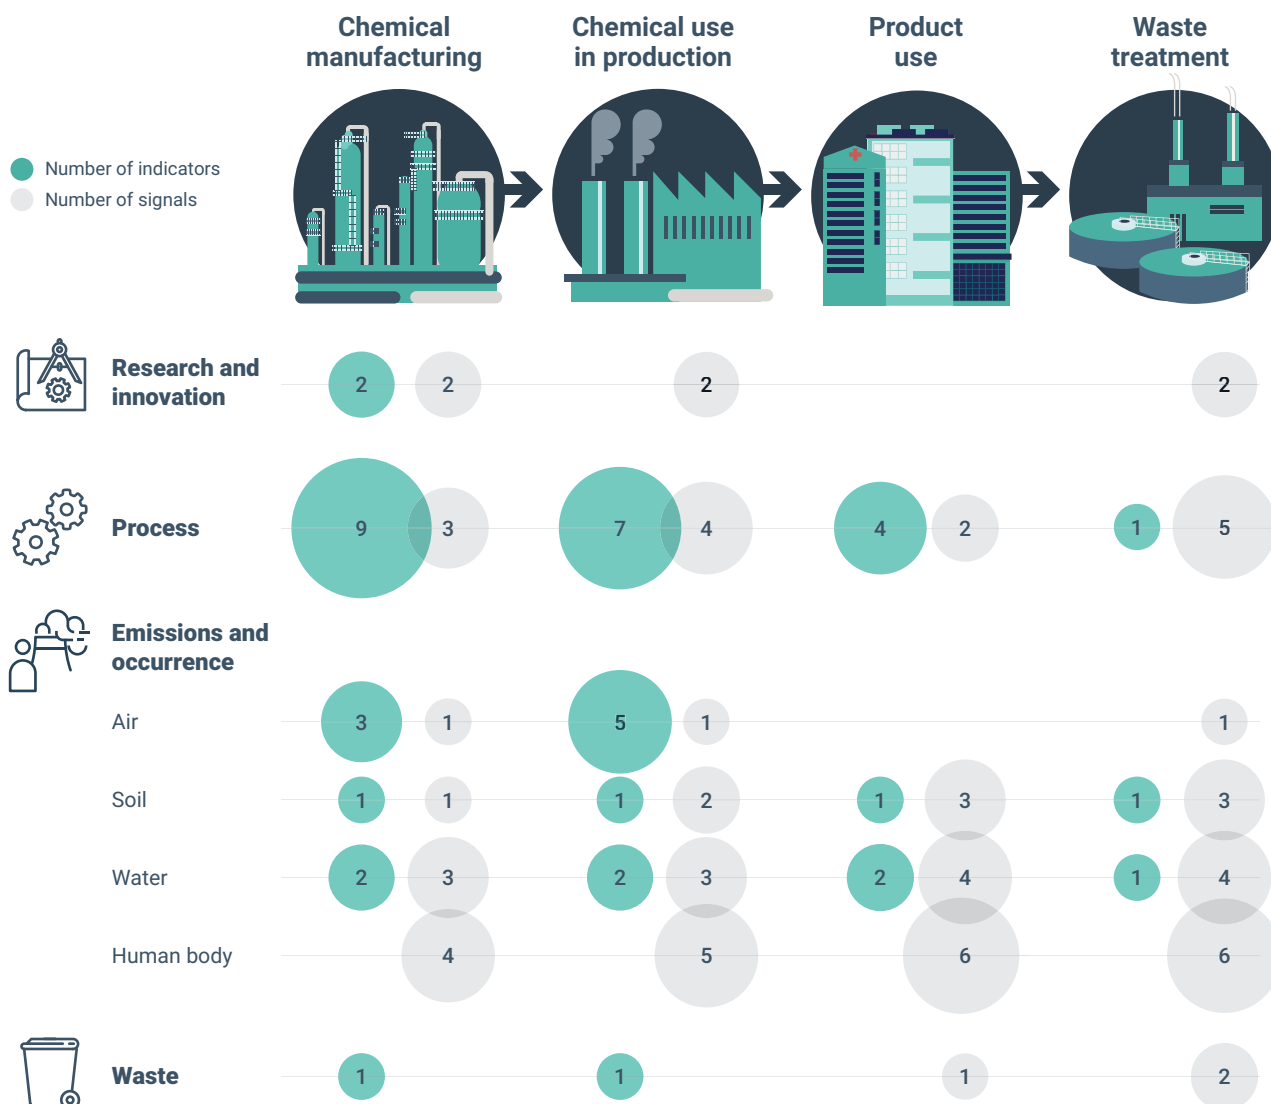 Chemical
manufacturing
Chemical use
in production
Product
use
Waste
treatment
Number of indicators
Number of signals
Research and
innovation
2 2 2 2
Process
9 3 7 4 4 2 1 5
Emissions and
occurrence
Air
3 1 5 1 1
Soil
1 1 1 2 1 3 1 3
Water
2 3 2 3 2 4 1 4
Human body
4 5 6 6
Waste
1 1 1 2